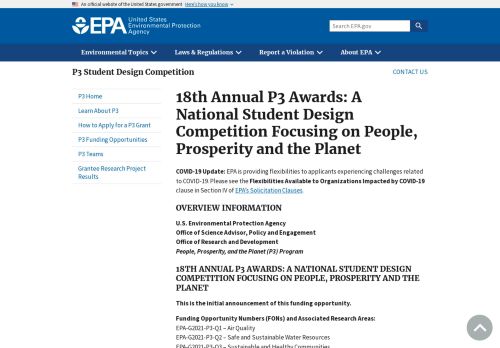 An official website of the United States government Here's how you know
EPA United States
Environmental Protection
Agency
Search EPA.gov
Environmental Topics
Laws & Regulations
Report a Violation
About EPA
P3 Student Design Competition
CONTACT US
P3 Home
Learn About P3
How to Apply for a P3 Grant
P3 Funding Opportunities
P3 Teams
Grantee Research Project
Results
18th Annual P3 Awards: A
National Student Design
Competition Focusing on People,
Prosperity and the Planet
COVID-19 Update: EPA is providing flexibilities to applicants experiencing challenges related
to COVID-19. Please see the Flexibilities Available to Organizations Impacted by COVID-19
clause in Section IV of EPA's Solicitation Clauses.
OVERVIEW INFORMATION
U.S. Environmental Protection Agency
Office of Science Advisor, Policy and Engagement
Office of Research and Development
People, Prosperity, and the Planet (P3) Program
18TH ANNUAL P3 AWARDS: A NATIONAL STUDENT DESIGN
COMPETITION FOCUSING ON PEOPLE, PROSPERITY AND THE
PLANET
This is the initial announcement of this funding opportunity.
Funding Opportunity Numbers (FONs) and Associated Research Areas:
EPA-G2021-P3-Q1 – Air Quality
EPA-G2021-P3-Q2 – Safe and Sustainable Water Resources
EPA-G2021-P3-Q3 – Sustainable and Healthy Communities